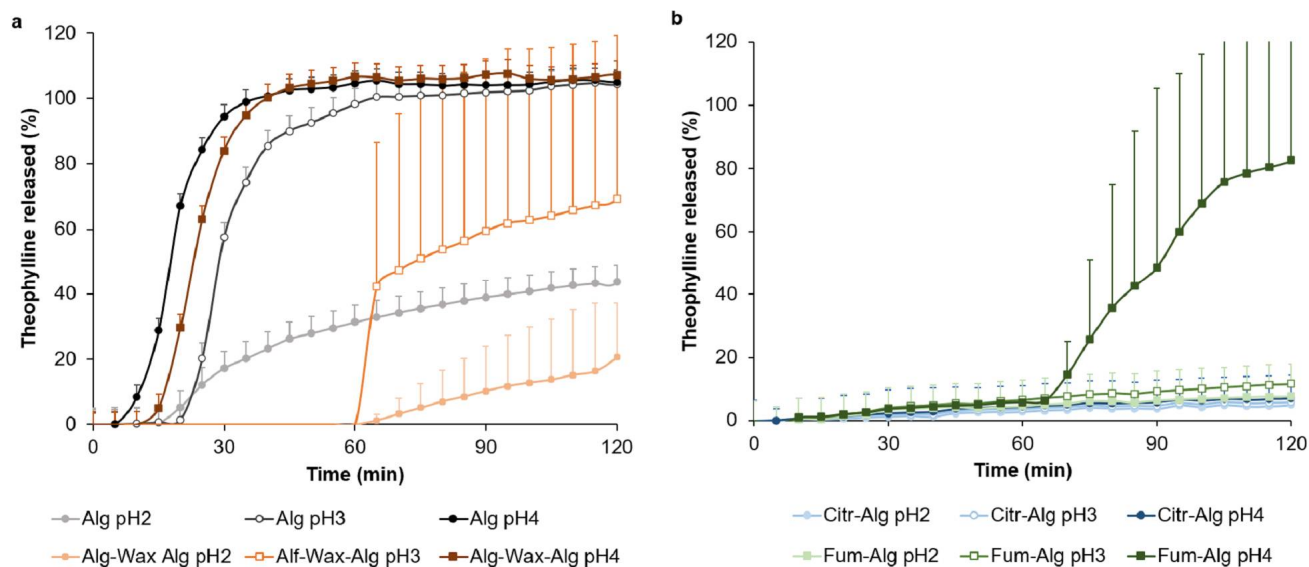 a
120
100
80
60
40
20
0
Theophylline released (%)
0 30 60 90 120
Time (min)
Alg pH2 Alg pH3 Alg pH4
Alg-Wax Alg pH2 Alf-Wax-Alg pH3 Alg-Wax-Alg pH4
b
120
100
80
60
40
20
0
Theophylline released (%)
0 30 60 90 120
Time (min)
Citr-Alg pH2 Citr-Alg pH3 Citr-Alg pH4
Fum-Alg pH2 Fum-Alg pH3 Fum-Alg pH4